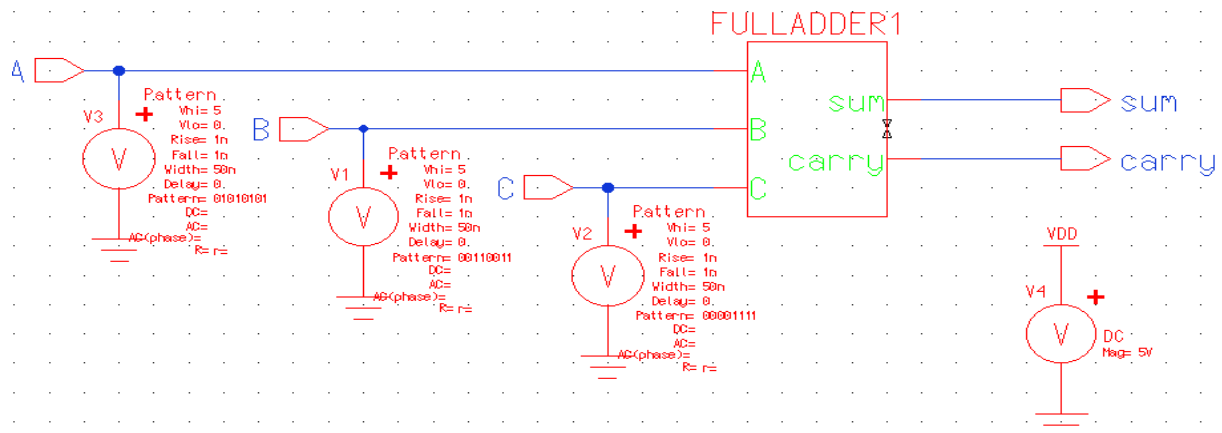 FULLADDER1
A
A
sum
sum
B
B
carry
carry
C
C
V3
Pattern
Vhi= 5
Vlo= 0.
Rise= 1n
Fall= 1n
Width= 50n
Delay= 0.
Pattern= 01010101
DC=
AC=
AC(phase)=
R= r=
V
V1
Pattern
Vhi= 5
Vlo= 0.
Rise= 1n
Fall= 1n
Width= 50n
Delay= 0.
Pattern= 00110011
DC=
AC=
AC(phase)=
R= r=
V
V2
Pattern
Vhi= 5
Vlo= 0.
Rise= 1n
Fall= 1n
Width= 50n
Delay= 0.
Pattern= 00001111
DC=
AC=
AC(phase)=
R= r=
V
VDD
V4
V
DC
Mag= 5V